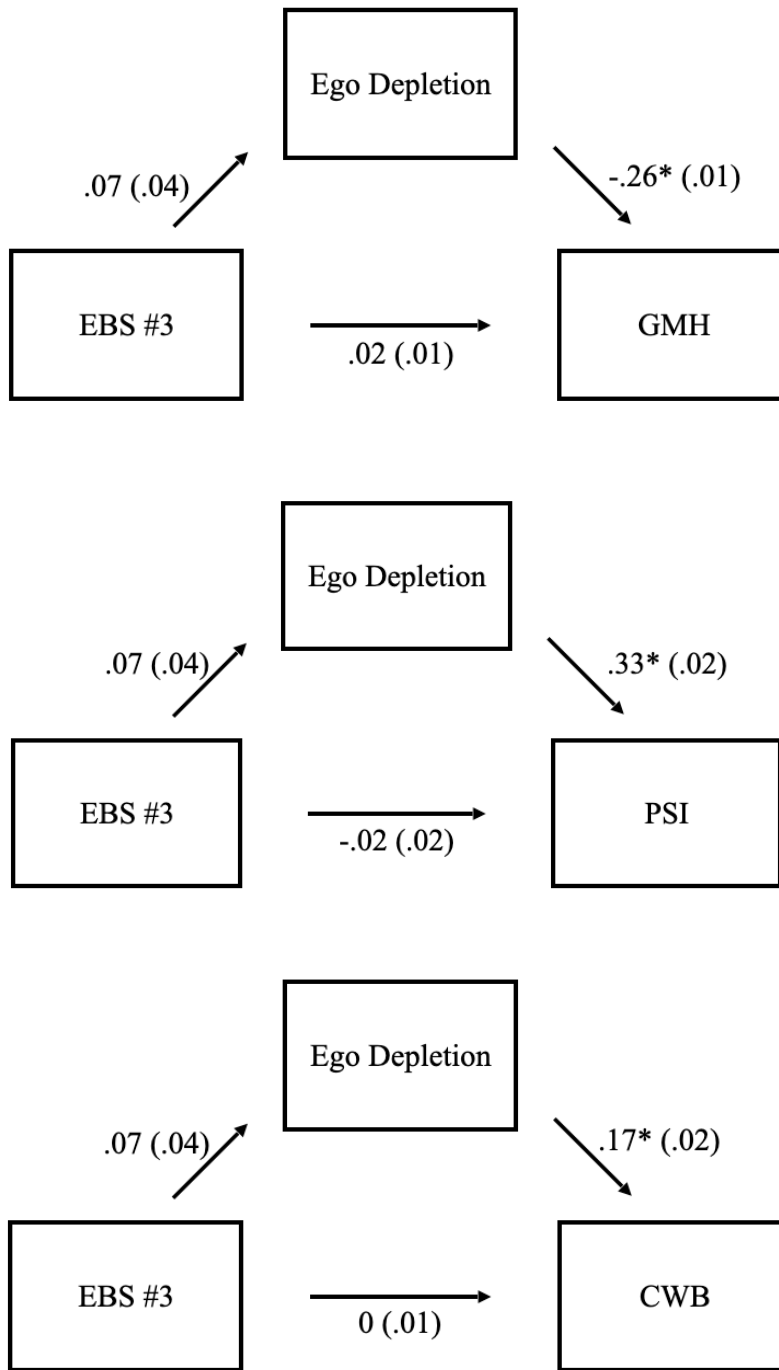 Ego Depletion
.07 (.04)
-.26* (.01)
EBS #3
GMH
.02 (.01)
Ego Depletion
.07 (.04)
.33* (.02)
EBS #3
PSI
-.02 (.02)
Ego Depletion
.07 (.04)
.17* (.02)
EBS #3
CWB
0 (.01)